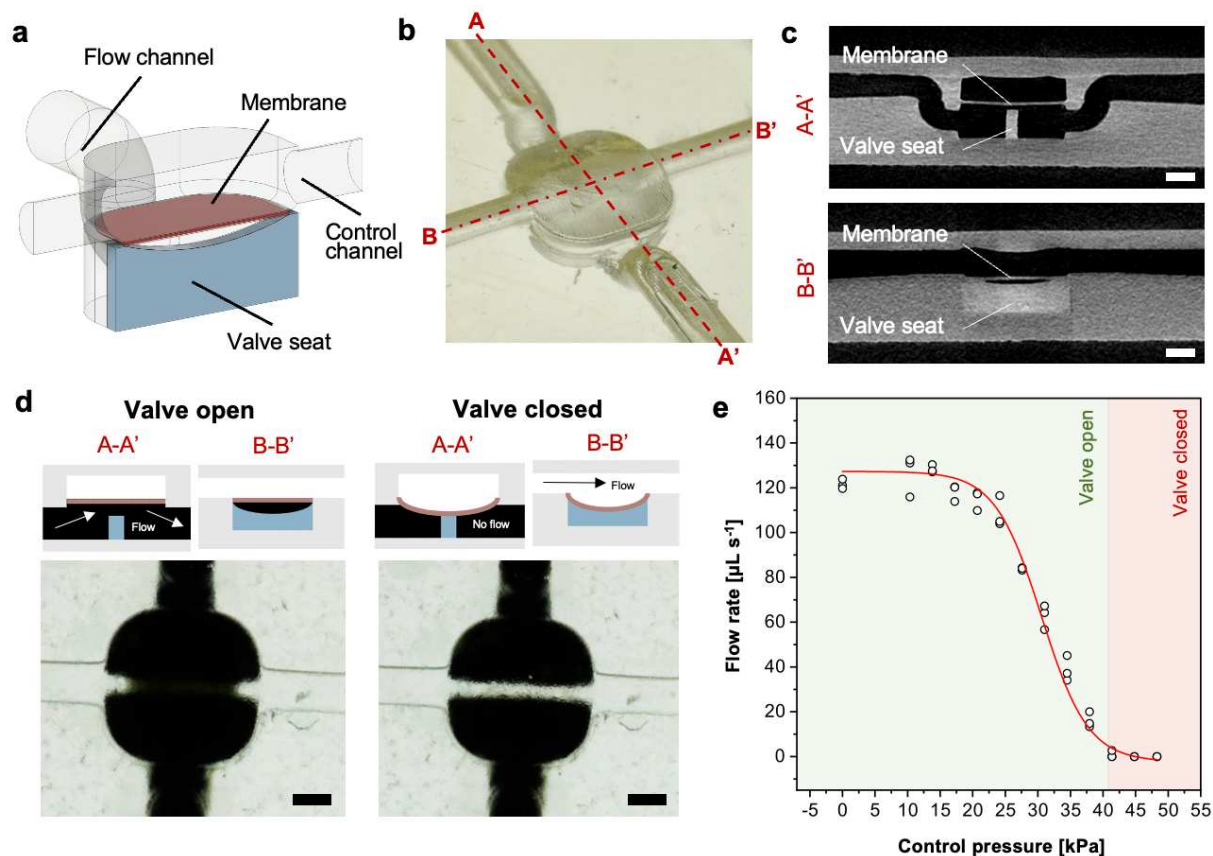 a
Flow channel
Membrane
Control
channel
Valve seat
b
A
B'
B
A'
c
A-A'
Membrane
Valve seat
B-B'
Membrane
Valve seat
d
Valve open
A-A'
B-B'
Flow
Valve closed
A-A'
B-B'
No flow
Flow
e
Flow rate [µL s⁻¹]
160
140
120
100
80
60
40
20
0
Valve open
Valve closed
-5 0 5 10 15 20 25 30 35 40 45 50 55
Control pressure [kPa]